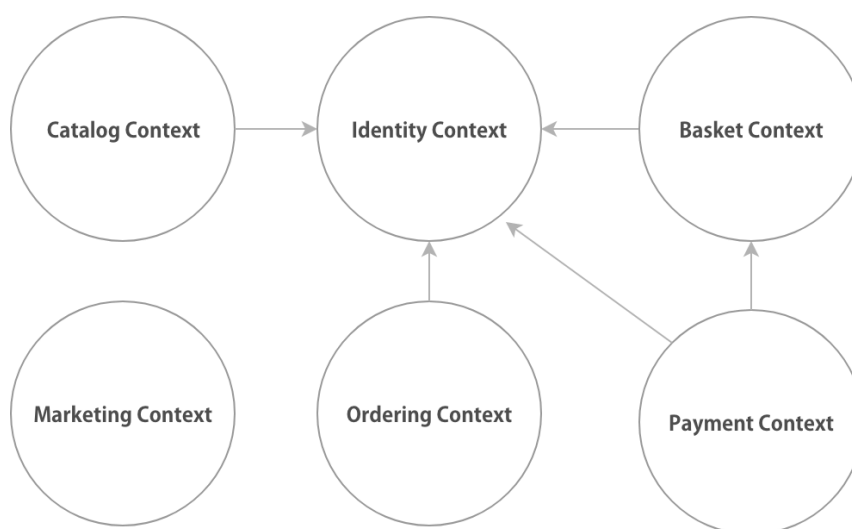 Catalog Context
Identity Context
Basket Context
Marketing Context
Ordering Context
Payment Context